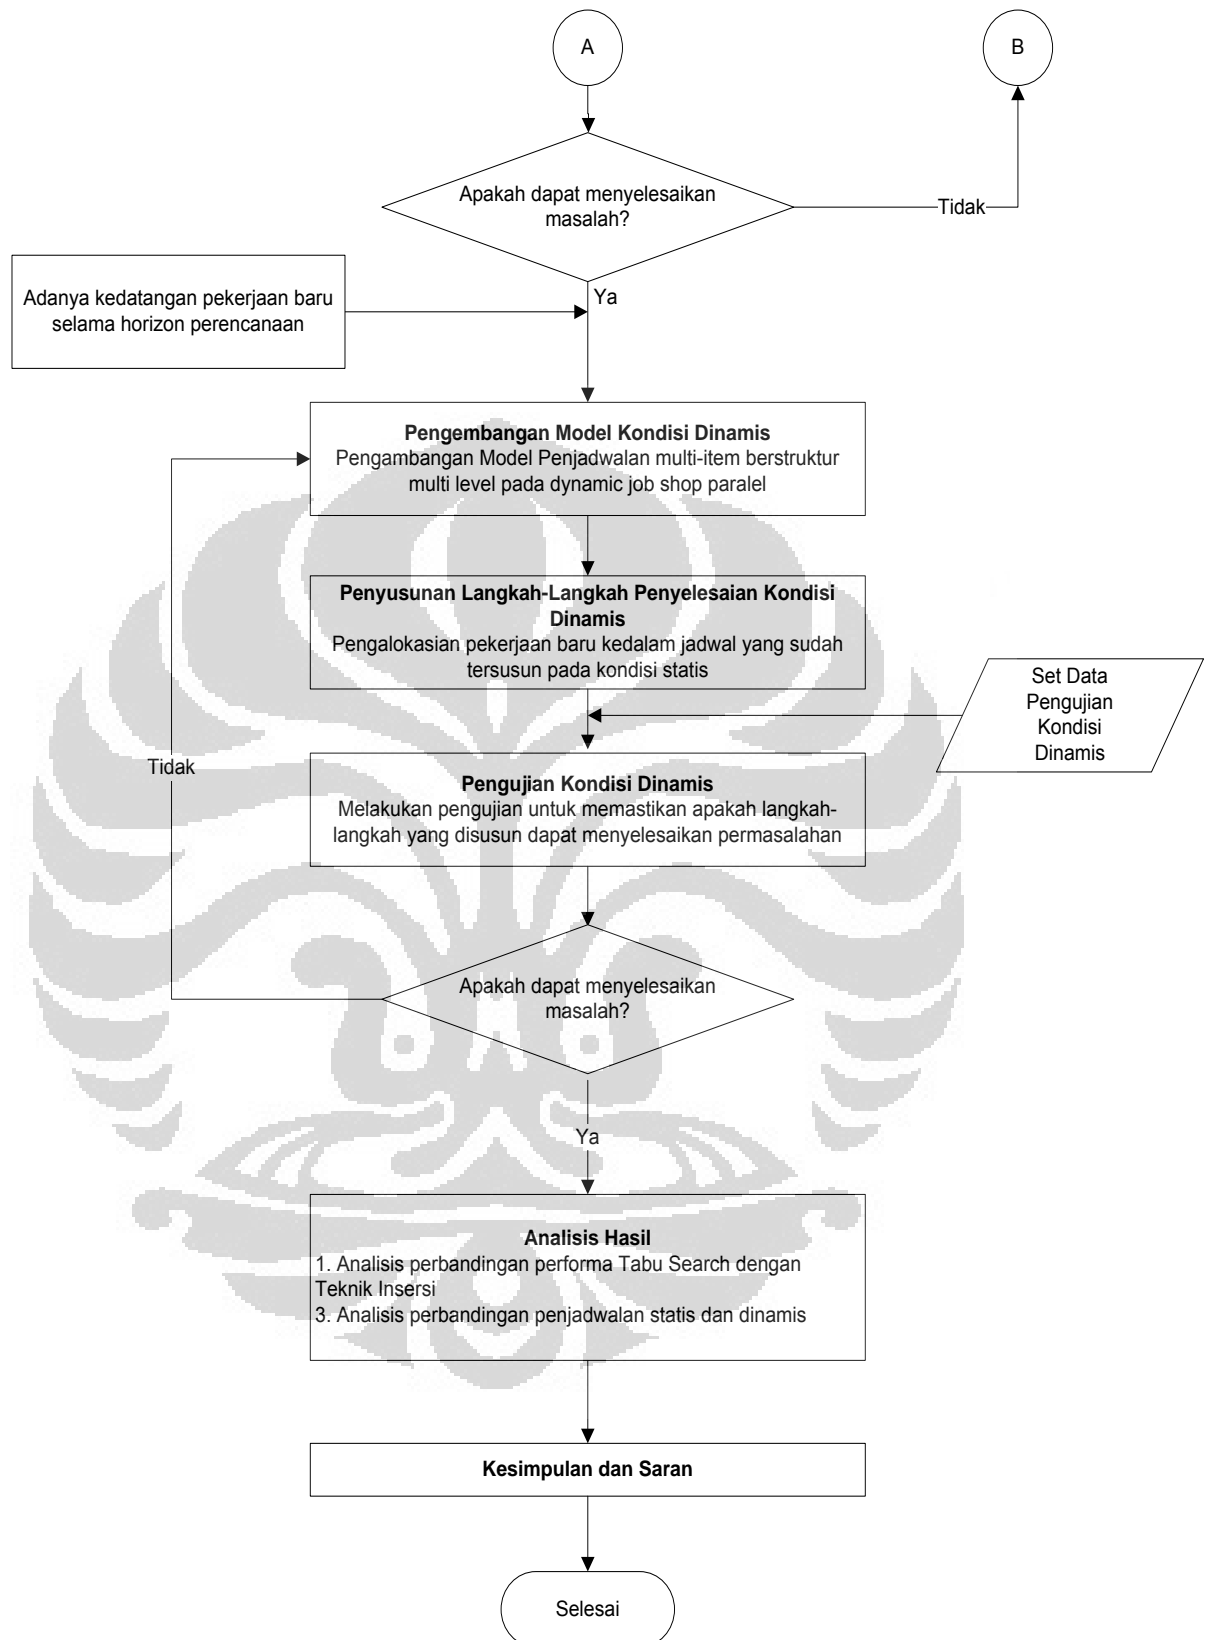 A
B
Apakah dapat menyelesaikan
masalah?
Tidak
Ya
Adanya kedatangan pekerjaan baru
selama horizon perencanaan
Pengembangan Model Kondisi Dinamis
Pengambangan Model Penjadwalan multi-item berstruktur
multi level pada dynamic job shop paralel
Penyusunan Langkah-Langkah Penyelesaian Kondisi
Dinamis
Pengalokasian pekerjaan baru kedalam jadwal yang sudah
tersusun pada kondisi statis
Set Data
Pengujian
Kondisi
Dinamis
Tidak
Pengujian Kondisi Dinamis
Melakukan pengujian untuk memastikan apakah langkah-
langkah yang disusun dapat menyelesaikan permasalahan
Apakah dapat menyelesaikan
masalah?
Ya
Analisis Hasil
1. Analisis perbandingan performa Tabu Search dengan
Teknik Insersi
3. Analisis perbandingan penjadwalan statis dan dinamis
Kesimpulan dan Saran
Selesai